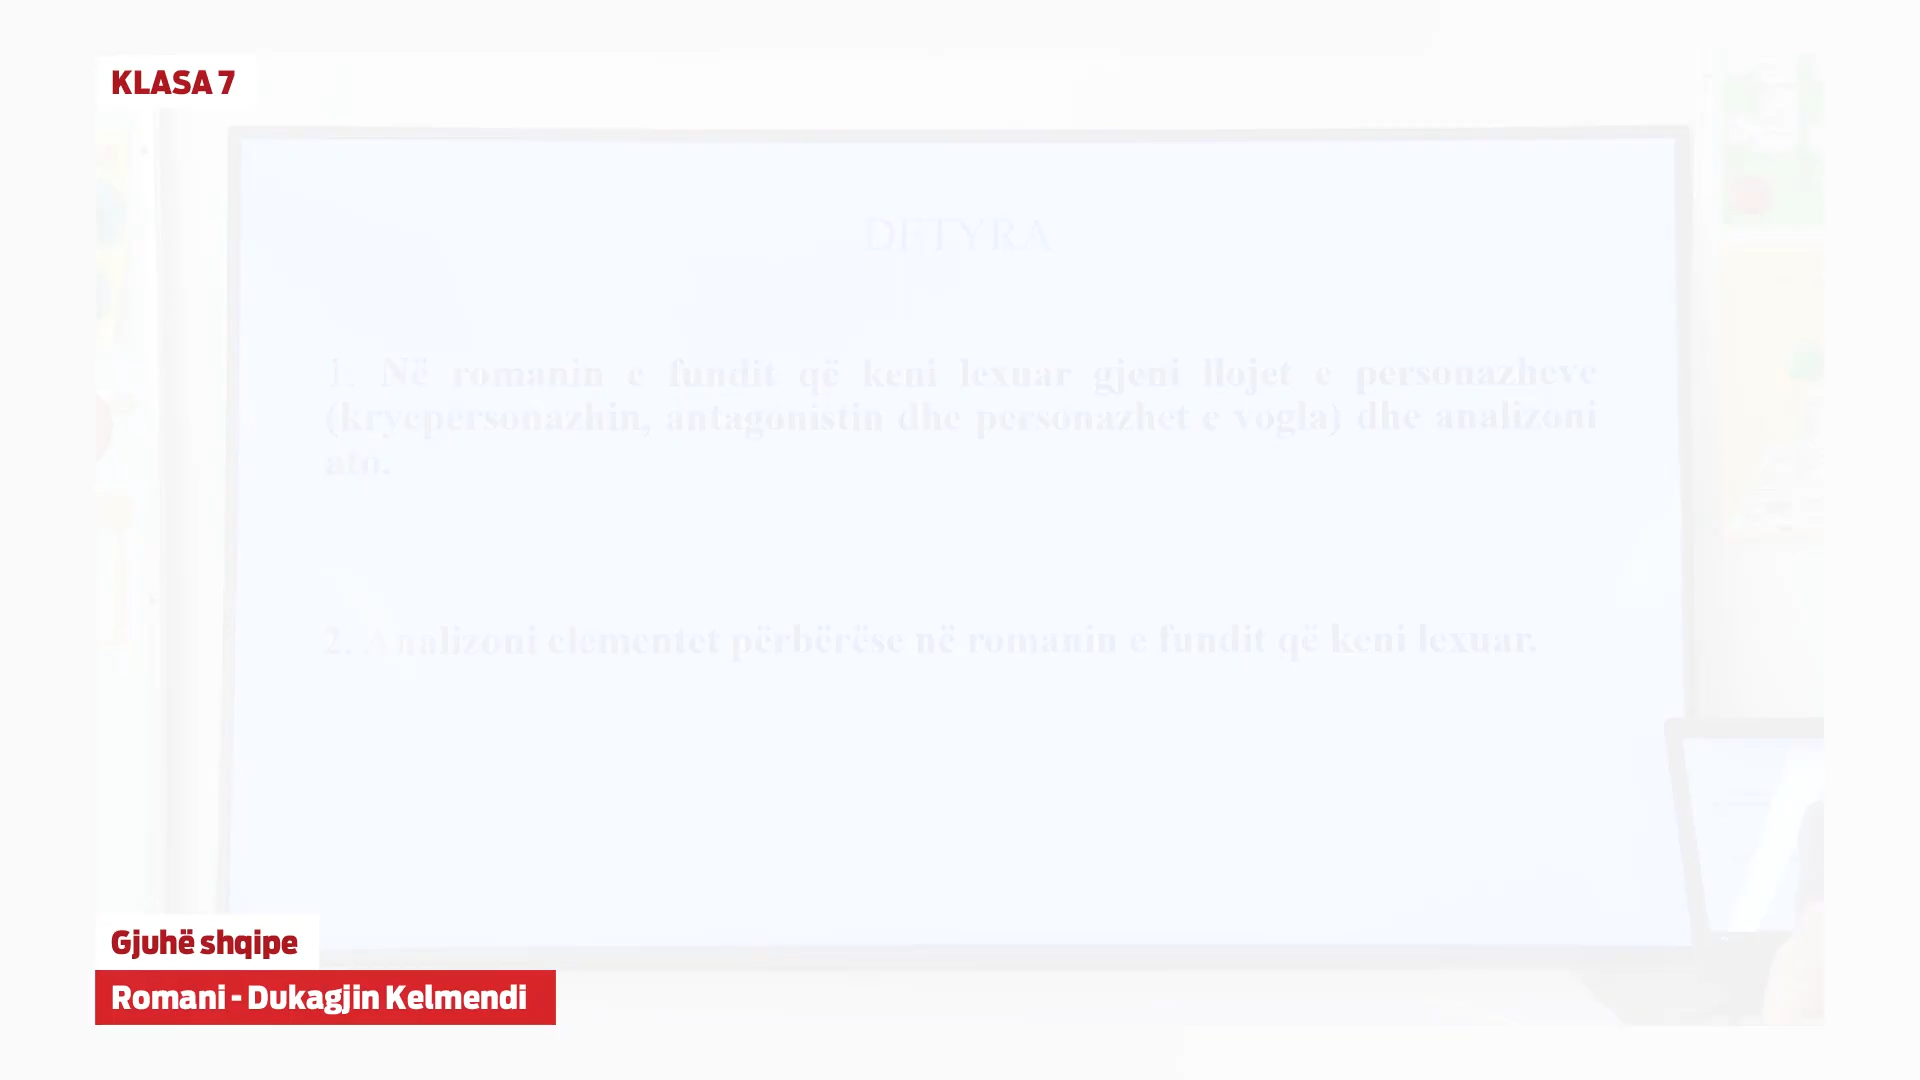 KLASA 7
DETYRA
1. Në romanin e fundit që keni lexuar gjeni llojet e personazheve
(kryepersonazhin, antagonistin dhe personazhet e vogla) dhe analizoni
ato.
2. Analizoni elementet përbërëse në romanin e fundit që keni lexuar.
Gjuhë shqipe
Romani - Dukagjin Kelmendi